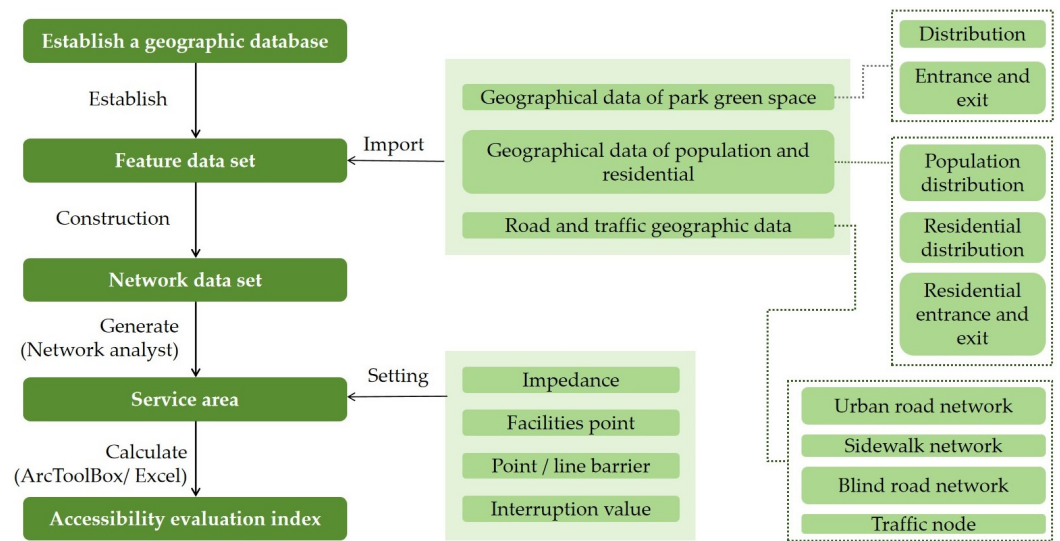 Establish a geographic database
Establish
Feature data set
Construction
Network data set
Generate
(Network analyst)
Service area
Calculate
(ArcToolBox/ Excel)
Accessibility evaluation index
Import
Geographical data of park green space
Geographical data of population and
residential
Road and traffic geographic data
Setting
Impedance
Facilities point
Point / line barrier
Interruption value
Distribution
Entrance and
exit
Population
distribution
Residential
distribution
Residential
entrance and
exit
Urban road network
Sidewalk network
Blind road network
Traffic node